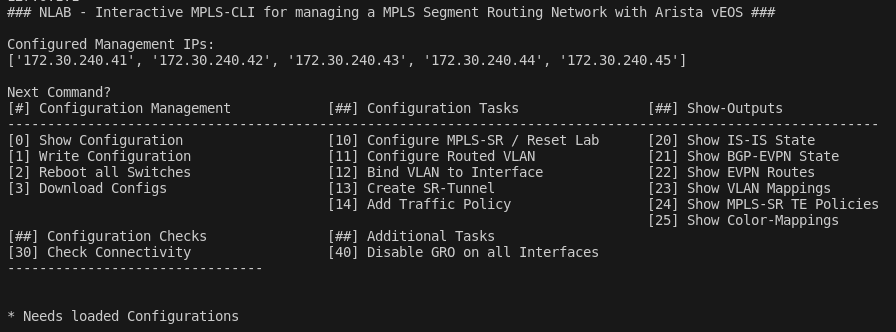 ### NLAB - Interactive MPLS-CLI for managing a MPLS Segment Routing Network with Arista vEOS ###

Configured Management IPs:
['172.30.240.41', '172.30.240.42', '172.30.240.43', '172.30.240.44', '172.30.240.45']

Next Command?
[#] Configuration Management            [##] Configuration Tasks                [##] Show-Outputs
-------------------------------------------------------------------------------------------------------------
[0] Show Configuration                  [10] Configure MPLS-SR / Reset Lab      [20] Show IS-IS State
[1] Write Configuration                 [11] Configure Routed VLAN              [21] Show BGP-EVPN State
[2] Reboot all Switches                 [12] Bind VLAN to Interface             [22] Show EVPN Routes
[3] Download Configs                    [13] Create SR-Tunnel                   [23] Show VLAN Mappings
                                        [14] Add Traffic Policy                 [24] Show MPLS-SR TE Policies
                                                                                [25] Show Color-Mappings
[##] Configuration Checks               [##] Additional Tasks
[30] Check Connectivity                 [40] Disable GRO on all Interfaces
--------------------------------

* Needs loaded Configurations